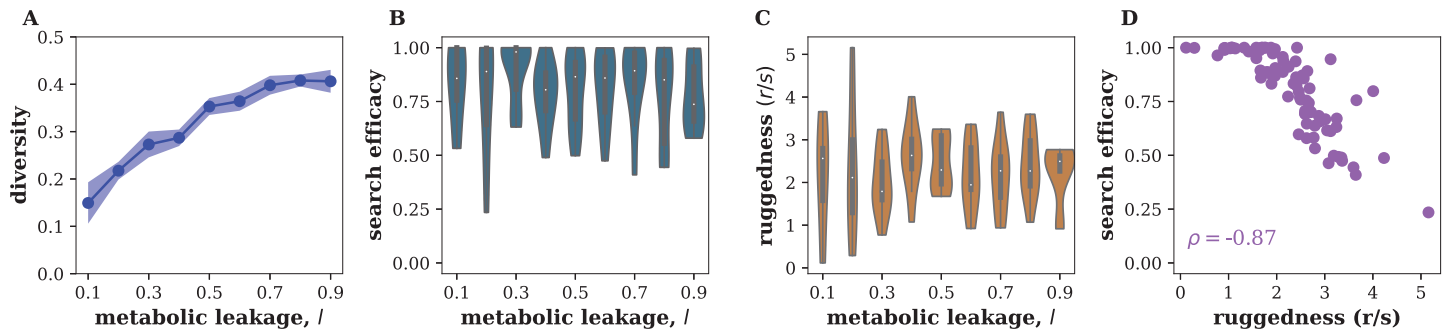 A
0.5
0.4
0.3
0.2
0.1
0.0
diversity
0.1 0.3 0.5 0.7 0.9
metabolic leakage, l
B
1.00
0.75
0.50
0.25
0.00
search efficacy
0.1 0.3 0.5 0.7 0.9
metabolic leakage, l
C
5
4
3
2
1
0
ruggedness (r/s)
0.1 0.3 0.5 0.7 0.9
metabolic leakage, l
D
1.00
0.75
0.50
0.25
0.00
search efficacy
ρ = -0.87
0 1 2 3 4 5
ruggedness (r/s)